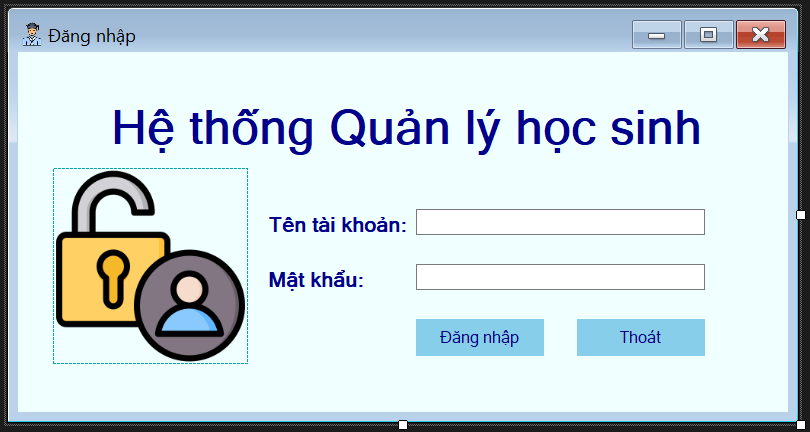 Đăng nhập
Hệ thống Quản lý học sinh
Tên tài khoản:
Mật khẩu:
Đăng nhập
Thoát